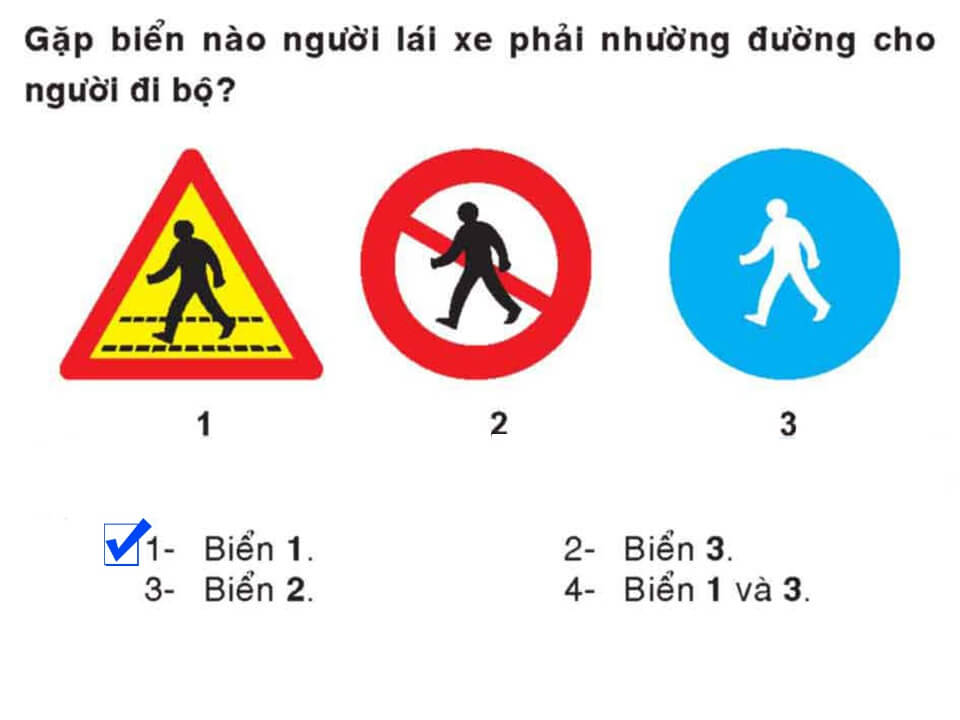 Gặp biển nào người lái xe phải nhường đường cho
người đi bộ?
1 2 3
1- Biển 1. 2- Biển 3.
3- Biển 2. 4- Biển 1 và 3.